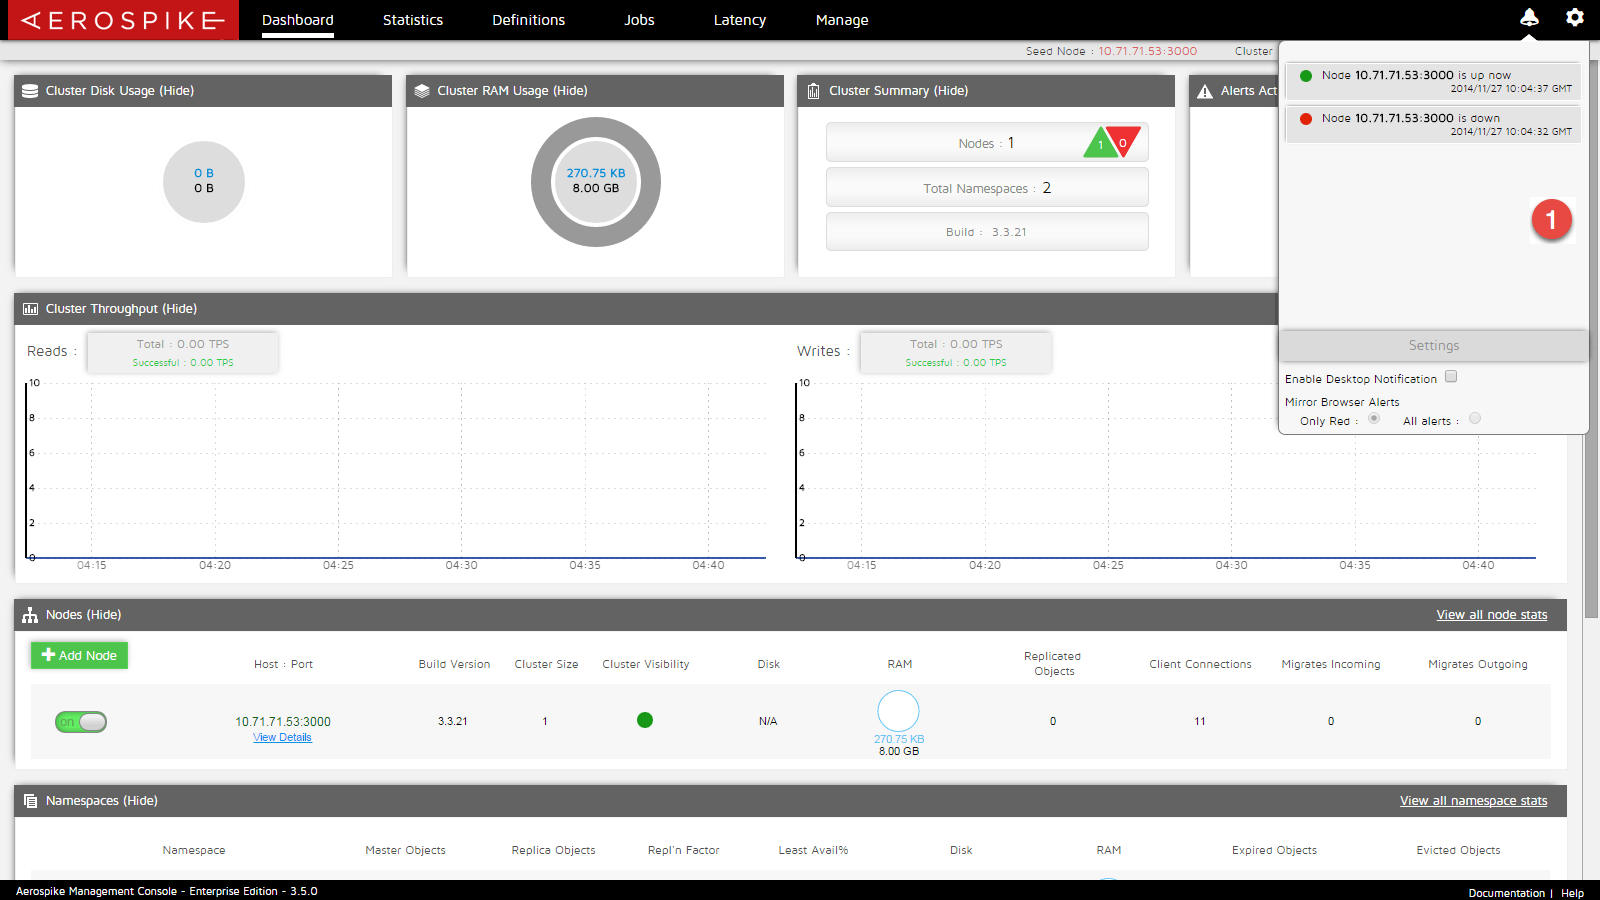 AEROSPIKE Dashboard Statistics Definitions Jobs Latency Manage
Seed Node : 10.71.71.53:3000 Cluster
Cluster Disk Usage (Hide)
0 B
0 B
Cluster RAM Usage (Hide)
270.75 KB
8.00 GB
Cluster Summary (Hide)
Nodes : 1 1 0
Total Namespaces : 2
Build : 3.3.21
Alerts Act
Node 10.71.71.53:3000 is up now
2014/11/27 10:04:37 GMT
Node 10.71.71.53:3000 is down
2014/11/27 10:04:32 GMT
1
Settings
Enable Desktop Notification
Mirror Browser Alerts
Only Red : All alerts :
Cluster Throughput (Hide)
Reads : Total : 0.00 TPS
Successful : 0.00 TPS
10
8
6
4
2
0
04:15 04:20 04:25 04:30 04:35 04:40
Writes : Total : 0.00 TPS
Successful : 0.00 TPS
10
8
6
4
2
0
04:15 04:20 04:25 04:30 04:35 04:40
Nodes (Hide) View all node stats
Add Node
Host : Port Build Version Cluster Size Cluster Visibility Disk RAM Replicated Objects Client Connections Migrates Incoming Migrates Outgoing
on 10.71.71.53:3000 3.3.21 1 N/A 0 11 0 0
View Details
270.75 KB
8.00 GB
Namespaces (Hide) View all namespace stats
Namespace Master Objects Replica Objects Repl'n Factor Least Avail% Disk RAM Expired Objects Evicted Objects
Aerospike Management Console - Enterprise Edition - 3.5.0 Documentation | Help